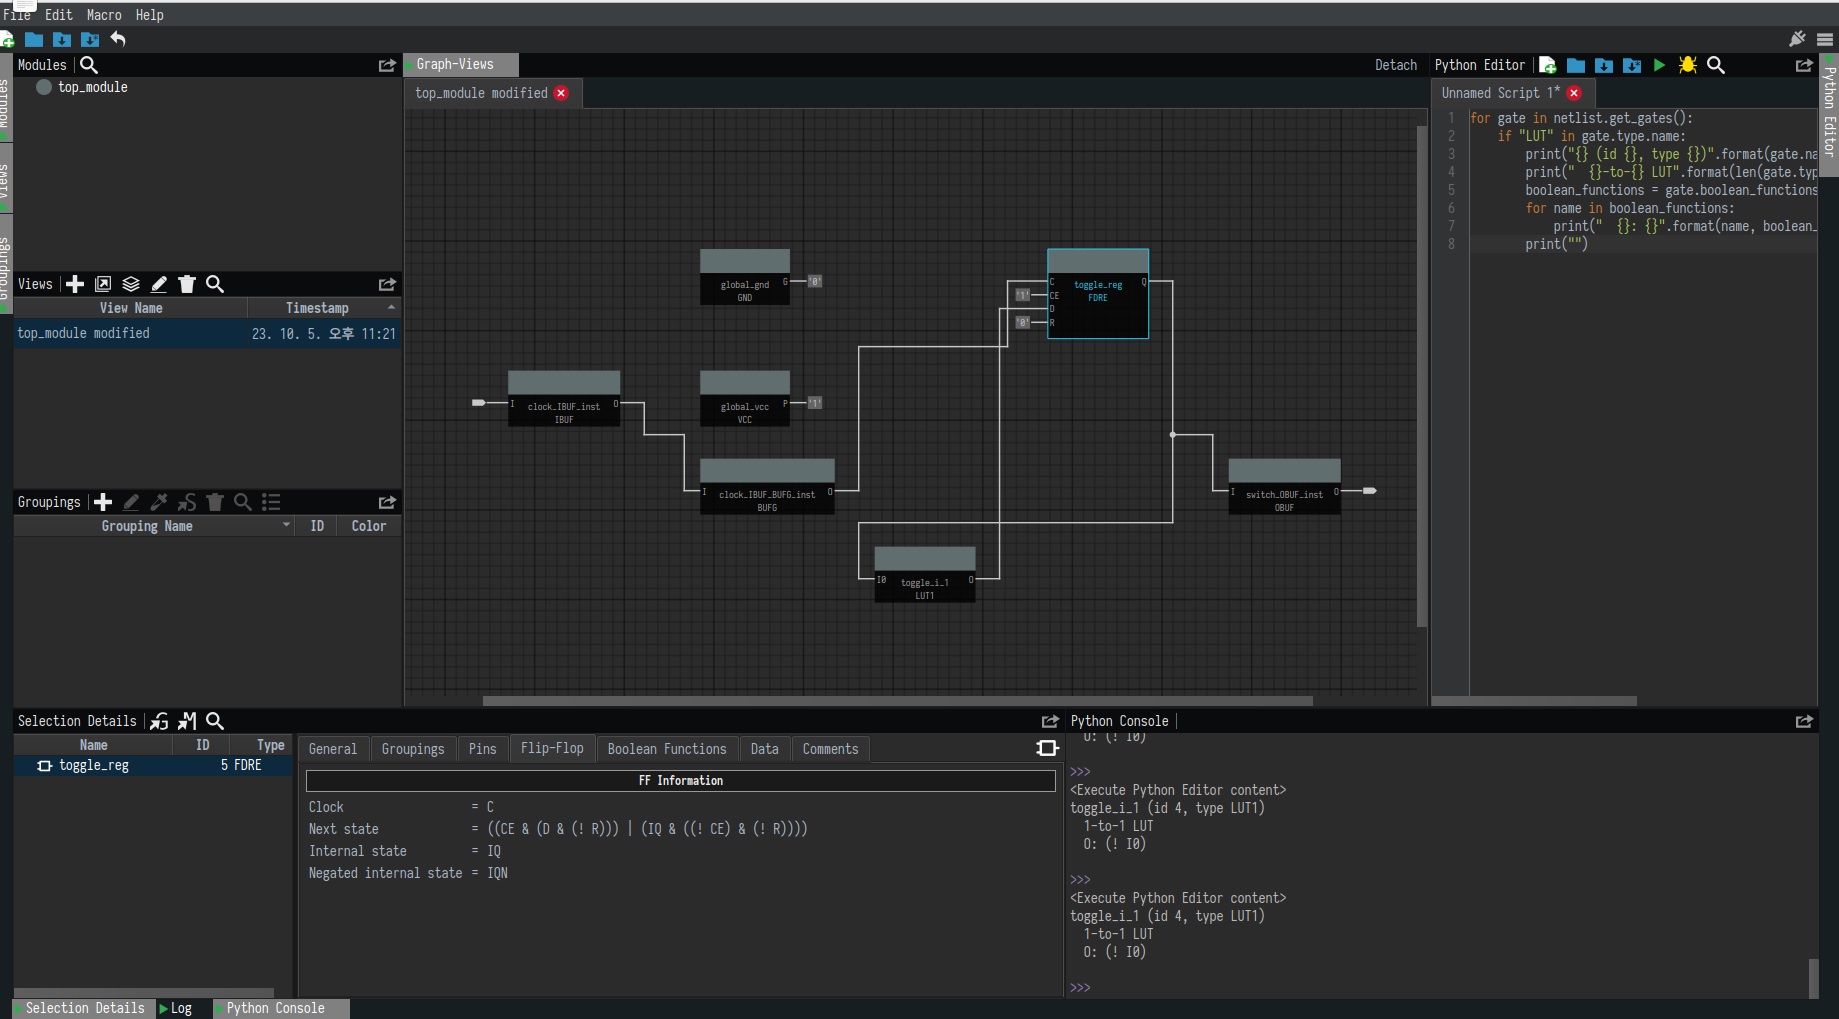 File Edit Macro Help
Modules
top_module
Views
View Name Timestamp
top_module modified 23. 10. 5. 오후 11:21
Groupings
Grouping Name ID Color
Graph-Views
Detach
top_module modified
global_gnd
GND
G '0'
C toggle_reg Q
'1' CE FDRE
D
'0' R
I clock_IBUF_inst O
IBUF
global_vcc P '1'
VCC
I clock_IBUF_BUFG_inst O
BUFG
I switch_OBUF_inst O
OBUF
I0 toggle_i_1 O
LUT1
Python Editor
Unnamed Script 1*
1 for gate in netlist.get_gates():
2 if "LUT" in gate.type.name:
3 print("{} (id {}, type {})".format(gate.na
4 print("  {}-to-{} LUT".format(len(gate.typ
5 boolean_functions = gate.boolean_functions
6 for name in boolean_functions:
7 print("  {}: {}".format(name, boolean_
8 print("")
Python Editor
Selection Details
Name ID Type
toggle_reg 5 FDRE
General Groupings Pins Flip-Flop Boolean Functions Data Comments
FF Information
Clock = C
Next state = ((CE & (D & (! R))) | (IQ & ((! CE) & (! R))))
Internal state = IQ
Negated internal state = IQN
Python Console
O: (! I0)
>>>
<Execute Python Editor content>
toggle_i_1 (id 4, type LUT1)
1-to-1 LUT
O: (! I0)
>>>
<Execute Python Editor content>
toggle_i_1 (id 4, type LUT1)
1-to-1 LUT
O: (! I0)
>>>
Selection Details Log Python Console